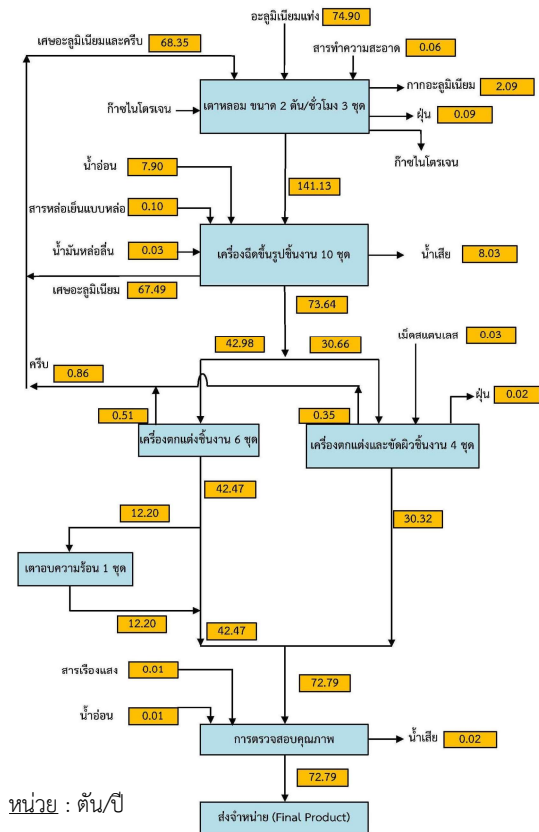 อะลูมิเนียมแท่ง 74.90
เศษอะลูมิเนียมและครีบ 68.35
สารทำความสะอาด 0.06
เตาหลอม ขนาด 2 ตัน/ชั่วโมง 3 ชุด
ก๊าซไนโตรเจน
กากอะลูมิเนียม 2.09
ฝุ่น 0.09
ก๊าซไนโตรเจน
141.13
น้ำอ่อน 7.90
สารหล่อเย็นแบบหล่อ 0.10
น้ำมันหล่อลื่น 0.03
เครื่องฉีดขึ้นรูปชิ้นงาน 10 ชุด
น้ำเสีย 8.03
เศษอะลูมิเนียม 67.49
73.64
42.98 30.66
เม็ดสแตนเลส 0.03
ครีบ 0.86
ฝุ่น 0.02
0.51 0.35
เครื่องตกแต่งชิ้นงาน 6 ชุด
เครื่องตกแต่งและขัดผิวชิ้นงาน 4 ชุด
42.47
30.32
12.20
เตาอบความร้อน 1 ชุด
12.20
42.47
72.79
สารเรืองแสง 0.01
น้ำอ่อน 0.01
การตรวจสอบคุณภาพ
น้ำเสีย 0.02
72.79
หน่วย : ตัน/ปี
ส่งจำหน่าย (Final Product)